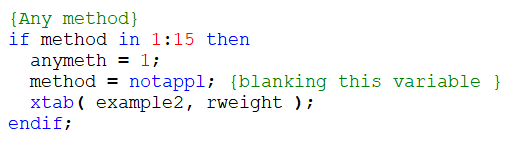 {Any method}
if method in 1:15 then
anymeth = 1;
method = notappl; {blanking this variable }
xtab( example2, rweight );
endif;